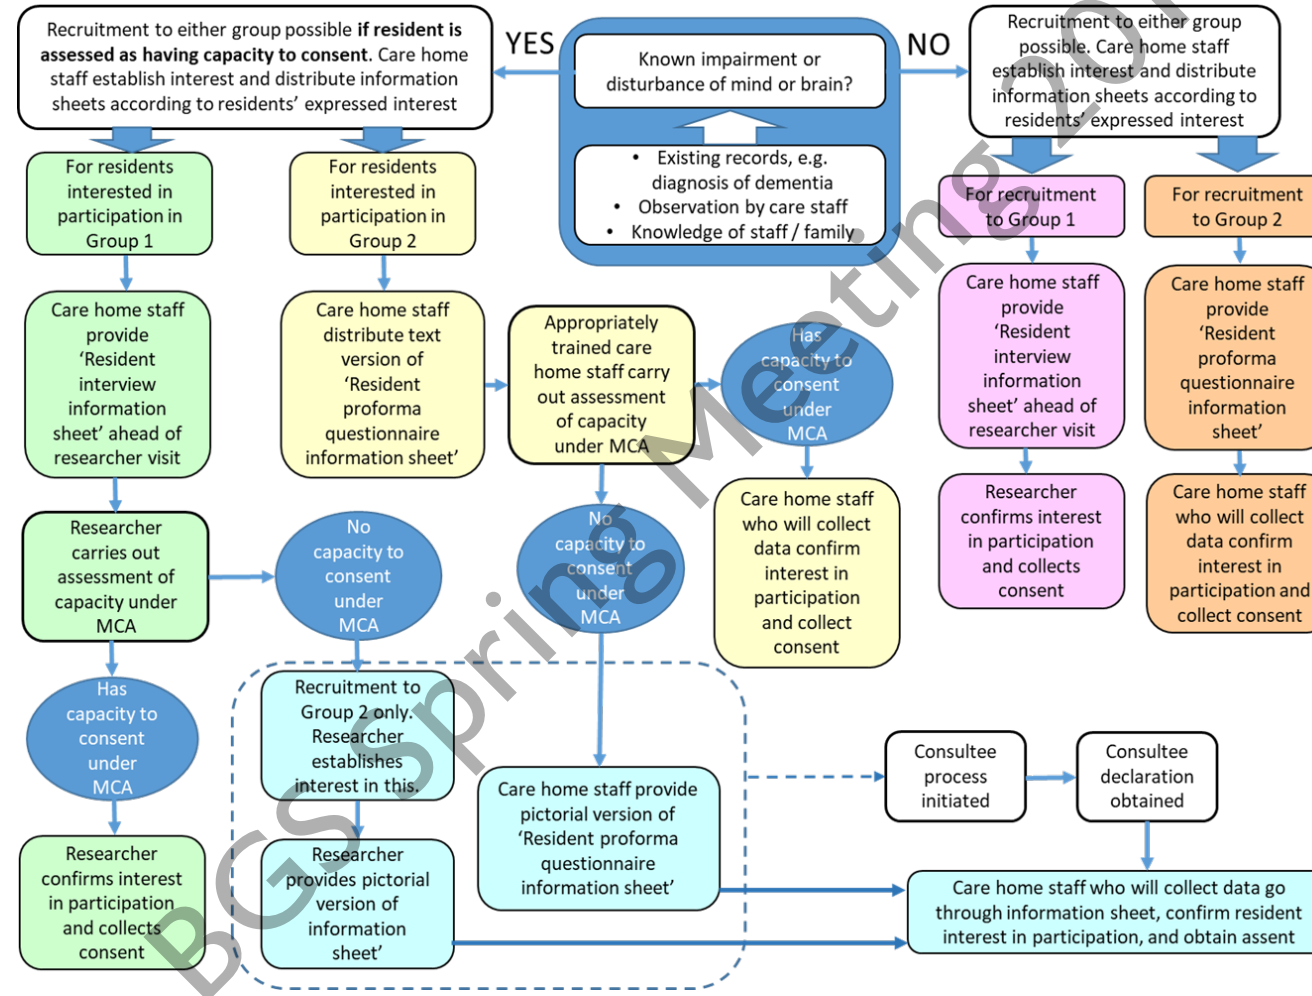 Recruitment to either group possible if resident is
assessed as having capacity to consent. Care home
staff establish interest and distribute information
sheets according to residents’ expressed interest
YES
Known impairment or
disturbance of mind or brain?
• Existing records, e.g.
diagnosis of dementia
• Observation by care staff
• Knowledge of staff / family
NO
Recruitment to either group
possible. Care home staff
establish interest and distribute
information sheets according to
residents’ expressed interest
For residents
interested in
participation in
Group 1
For residents
interested in
participation in
Group 2
For recruitment
to Group 1
For recruitment
to Group 2
Care home staff
provide
‘Resident
interview
information
sheet’ ahead of
researcher visit
Care home staff
distribute text
version of
‘Resident
proforma
questionnaire
information sheet’
Appropriately
trained care
home staff carry
out assessment
of capacity
under MCA
Has
capacity to
consent
under
MCA
Care home staff
provide
‘Resident
interview
information
sheet’ ahead of
researcher visit
Care home staff
provide
‘Resident
proforma
questionnaire
information
sheet’
Researcher
carries out
assessment of
capacity under
MCA
No
capacity to
consent
under
MCA
No
capacity to
consent
under
MCA
Care home staff
who will collect
data confirm
interest in
participation
and collect
consent
Researcher
confirms interest
in participation
and collects
consent
Care home staff
who will collect
data confirm
interest in
participation and
collect consent
Has
capacity to
consent
under
MCA
Recruitment to
Group 2 only.
Researcher
establishes
interest in this.
Care home staff provide
pictorial version of
‘Resident proforma
questionnaire
information sheet’
Consultee
process
initiated
Consultee
declaration
obtained
Researcher
confirms interest
in participation
and collects
consent
Researcher
provides pictorial
version of
information
sheet’
Care home staff who will collect data go
through information sheet, confirm resident
interest in participation, and obtain assent
BGS Spring Meeting